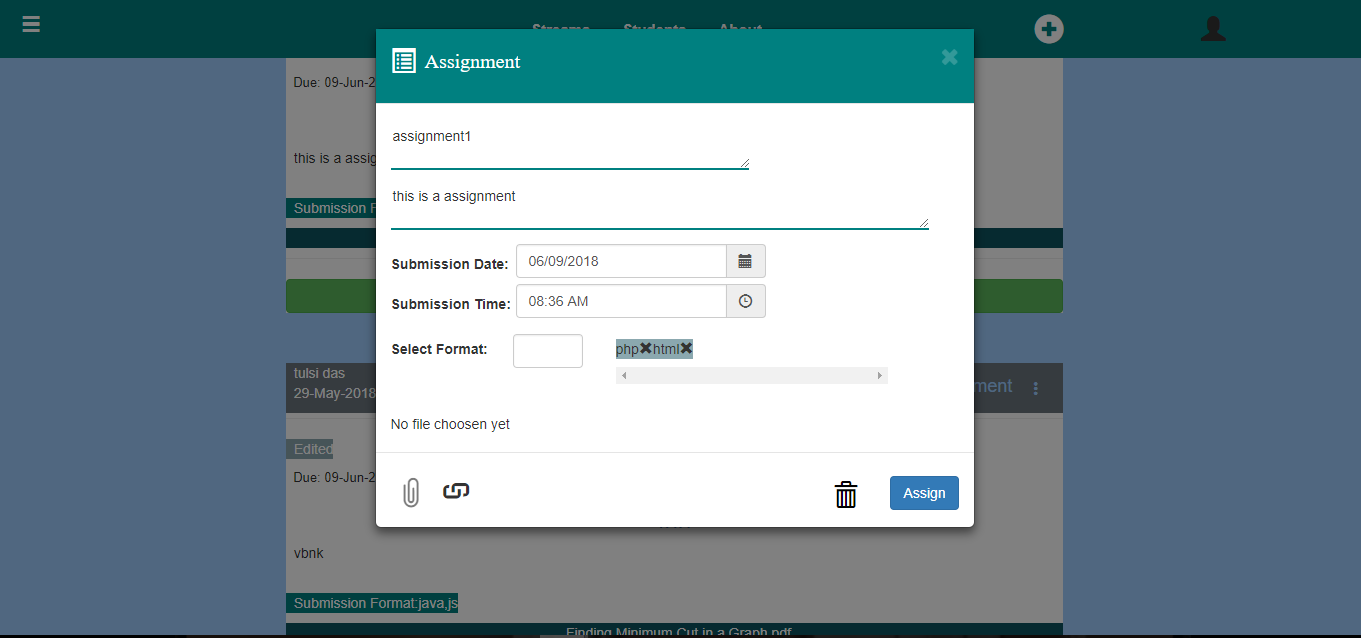 Streams Students About
Assignment
Due: 09-Jun-2
assignment1
this is a assig
this is a assignment
Submission F
Submission Date: 06/09/2018
Submission Time: 08:36 AM
Select Format: php✖html✖
tulsi das
29-May-2018
ment
No file choosen yet
Edited
Due: 09-Jun-2
Assign
vbnk
Submission Format:java,js
Finding Minimum Cut in a Graph.pdf